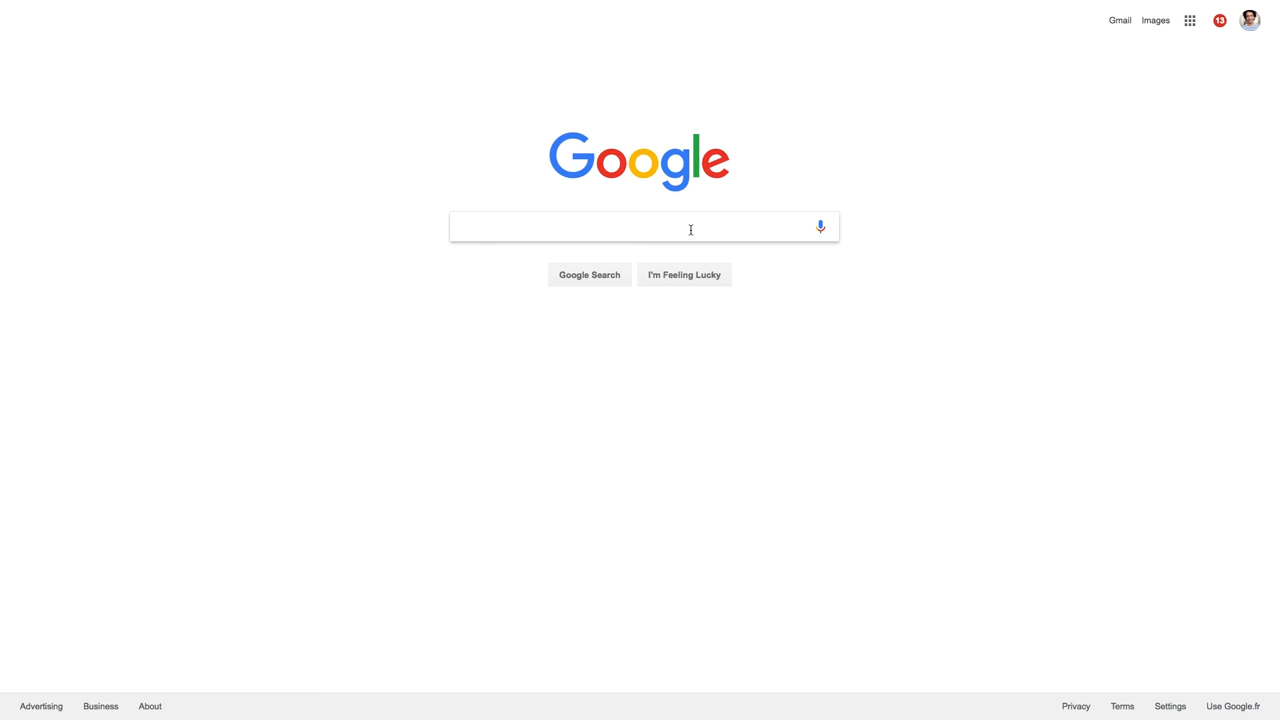 Gmail Images 13
Google
Google Search I'm Feeling Lucky
Advertising Business About Privacy Terms Settings Use Google.fr